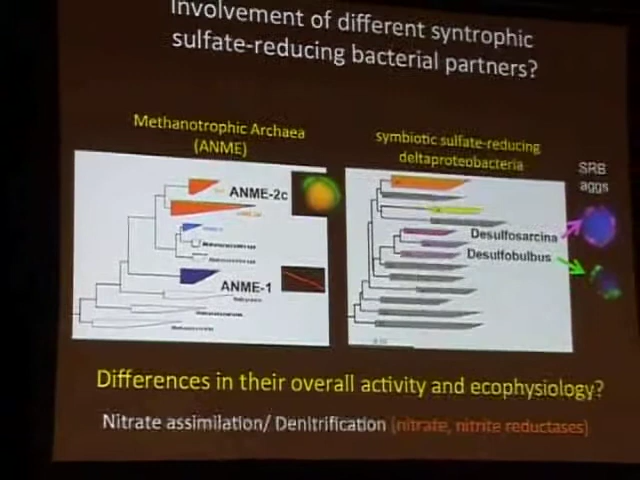 Involvement of different syntrophic
sulfate-reducing bacterial partners?
Methanotrophic Archaea
(ANME)
symbiotic sulfate-reducing
deltaproteobacteria
SRB
aggs
ANME-2c
ANME-1
Desulfosarcina
Desulfobulbus
Differences in their overall activity and ecophysiology?
Nitrate assimilation/ Denitrification (nitrate, nitrite reductases)